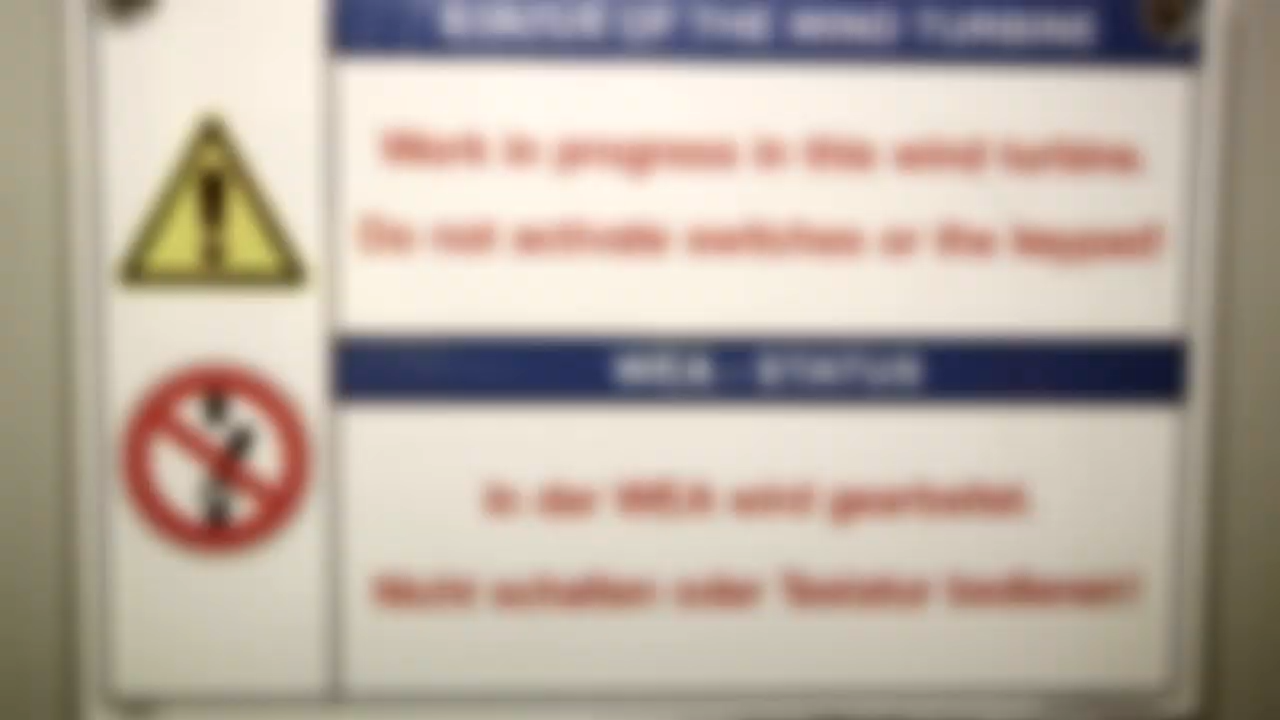 STATUS OF THE WIND TURBINE
Work in progress in this wind turbine.
Do not activate switches or the keypad!
WEA - STATUS
In der WEA wird gearbeitet.
Nicht schalten oder Tastatur bedienen!